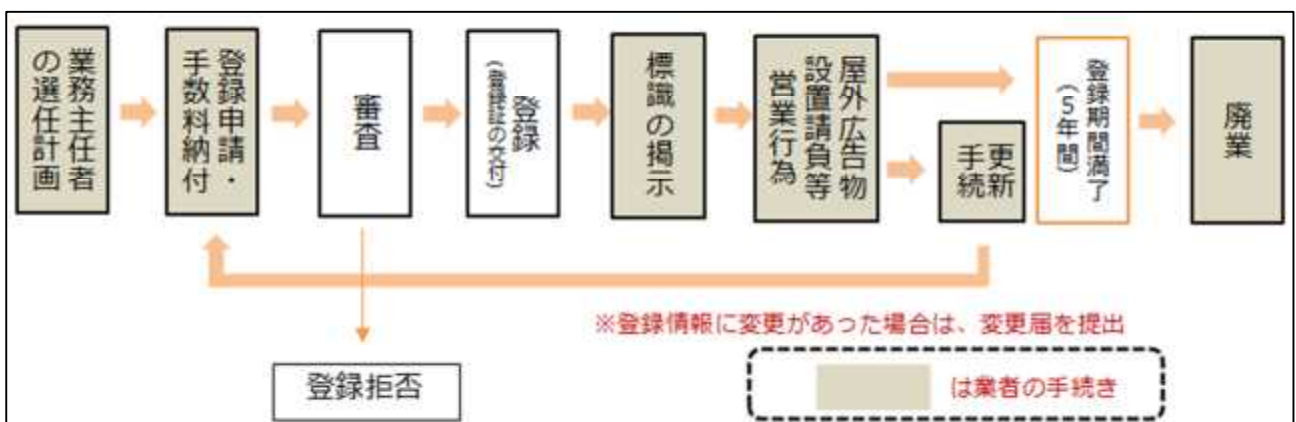 業務主任者
の選任計画
登録申請・
手数料納付
審査
登録
(登録証の交付)
標識の掲示
屋外広告物
設置請負等
営業行為
更新
手続
登録期間満了
(5年間)
廃業
※登録情報に変更があった場合は、変更届を提出
登録拒否
は業者の手続き